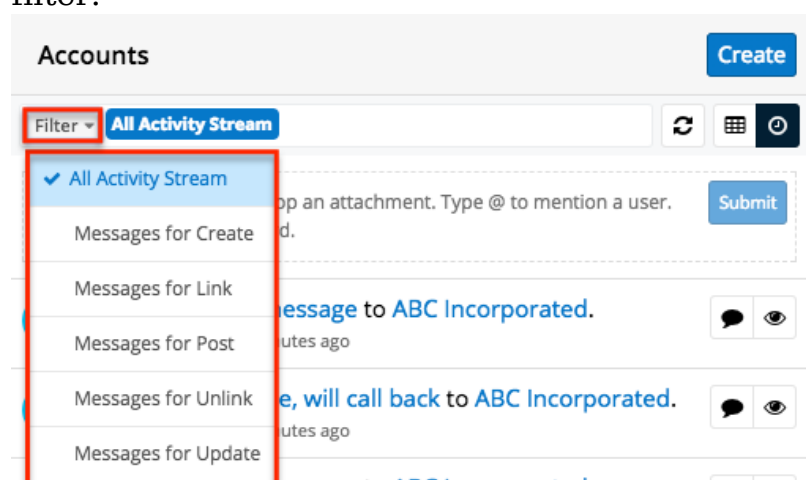 filter:
Accounts
Create
Filter All Activity Stream
All Activity Stream
op an attachment. Type @ to mention a user.
Submit
Messages for Create
d.
Messages for Link
essage to ABC Incorporated.
Messages for Post
utes ago
Messages for Unlink
e, will call back to ABC Incorporated.
utes ago
Messages for Update